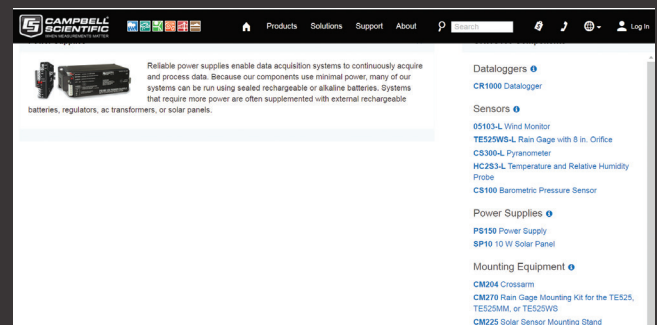 CAMPBELL SCIENTIFIC
WHEN MEASUREMENTS MATTER
Products Solutions Support About Search Log In
Reliable power supplies enable data acquisition systems to continuously acquire
and process data. Because our components use minimal power, many of our
systems can be run using sealed rechargeable or alkaline batteries. Systems
that require more power are often supplemented with external rechargeable
batteries, regulators, ac transformers, or solar panels.
Dataloggers
CR1000 Datalogger
Sensors
05103-L Wind Monitor
TE525WS-L Rain Gage with 8 in. Orifice
CS300-L Pyranometer
HC2S3-L Temperature and Relative Humidity
Probe
CS100 Barometric Pressure Sensor
Power Supplies
PS150 Power Supply
SP10 10 W Solar Panel
Mounting Equipment
CM204 Crossarm
CM270 Rain Gage Mounting Kit for the TE525,
TE525MM, or TE525WS
CM225 Solar Sensor Mounting Stand